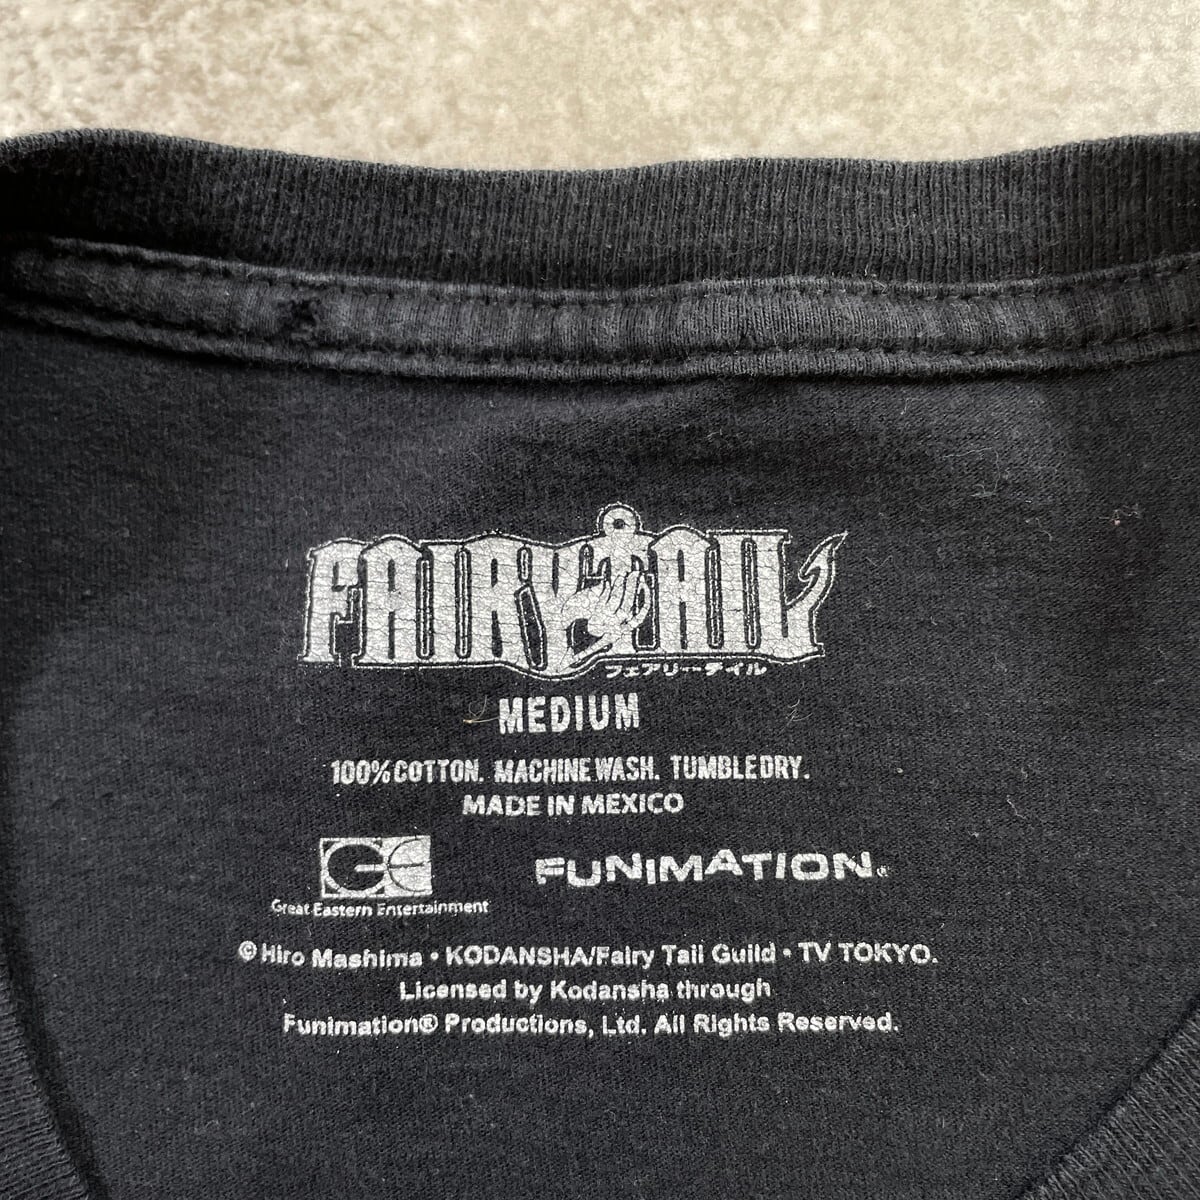 FAIRY TAIL
フェアリーテイル
MEDIUM
100% COTTON. MACHINE WASH. TUMBLE DRY.
MADE IN MEXICO
GE
Great Eastern Entertainment
FUNIMATION®
© Hiro Mashima • KODANSHA/Fairy Tail Guild • TV TOKYO.
Licensed by Kodansha through
Funimation® Productions, Ltd. All Rights Reserved.